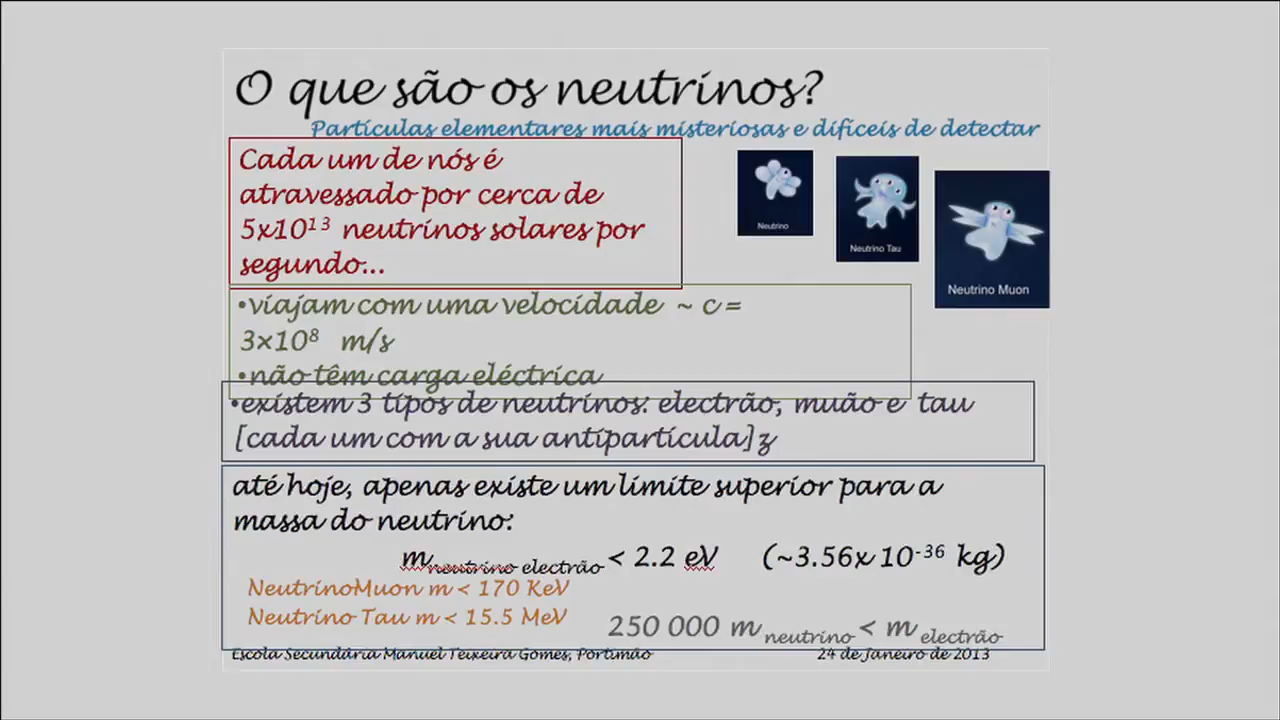 O que são os neutrinos?
Partículas elementares mais misteriosas e difíceis de detectar
Cada um de nós é
atravessado por cerca de
5x10¹³ neutrinos solares por
segundo...
Neutrino
Neutrino Tau
Neutrino Muon
•viajam com uma velocidade ~ c =
3x10⁸ m/s
•não têm carga eléctrica
•existem 3 tipos de neutrinos: electrão, muão e tau
[cada um com a sua antipartícula]z
até hoje, apenas existe um limite superior para a
massa do neutrino:
m neutrino electrão < 2.2 eV (~3.56x 10⁻³⁶ kg)
NeutrinoMuon m < 170 KeV
Neutrino Tau m < 15.5 MeV
250 000 m neutrino < m electrão
Escola Secundária Manuel Teixeira Gomes, Portimão 24 de Janeiro de 2013